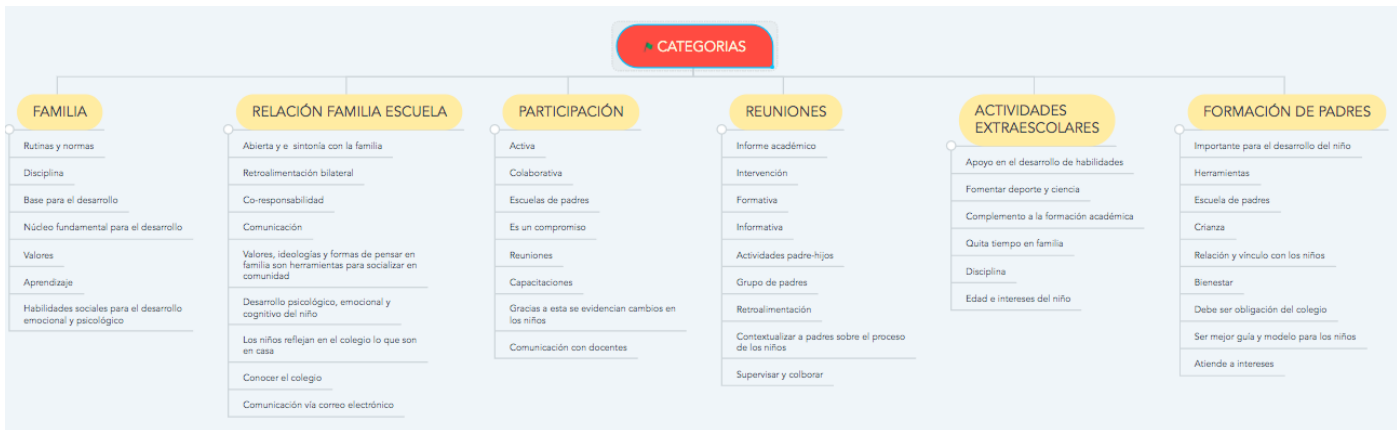 CATEGORIAS
FAMILIA
Rutinas y normas
Disciplina
Base para el desarrollo
Núcleo fundamental para el desarrollo
Valores
Aprendizaje
Habilidades sociales para el desarrollo
emocional y psicológico
RELACIÓN FAMILIA ESCUELA
Abierta y e sintonía con la familia
Retroalimentación bilateral
Co-responsabilidad
Comunicación
Valores, ideologías y formas de pensar en
familia son herramientas para socializar en
comunidad
Desarrollo psicológico, emocional y
cognitivo del niño
Los niños reflejan en el colegio lo que son
en casa
Conocer el colegio
Comunicación vía correo electrónico
PARTICIPACIÓN
Activa
Colaborativa
Escuelas de padres
Es un compromiso
Reuniones
Capacitaciones
Gracias a esta se evidencian cambios en
los niños
Comunicación con docentes
REUNIONES
Informe académico
Intervención
Formativa
Informativa
Actividades padre-hijos
Grupo de padres
Retroalimentación
Contextualizar a padres sobre el proceso
de los niños
Supervisar y colborar
ACTIVIDADES
EXTRAESCOLARES
Apoyo en el desarrollo de habilidades
Fomentar deporte y ciencia
Complemento a la formación académica
Quita tiempo en familia
Disciplina
Edad e intereses del niño
FORMACIÓN DE PADRES
Importante para el desarrollo del niño
Herramientas
Escuela de padres
Crianza
Relación y vínculo con los niños
Bienestar
Debe ser obligación del colegio
Ser mejor guía y modelo para los niños
Atiende a intereses